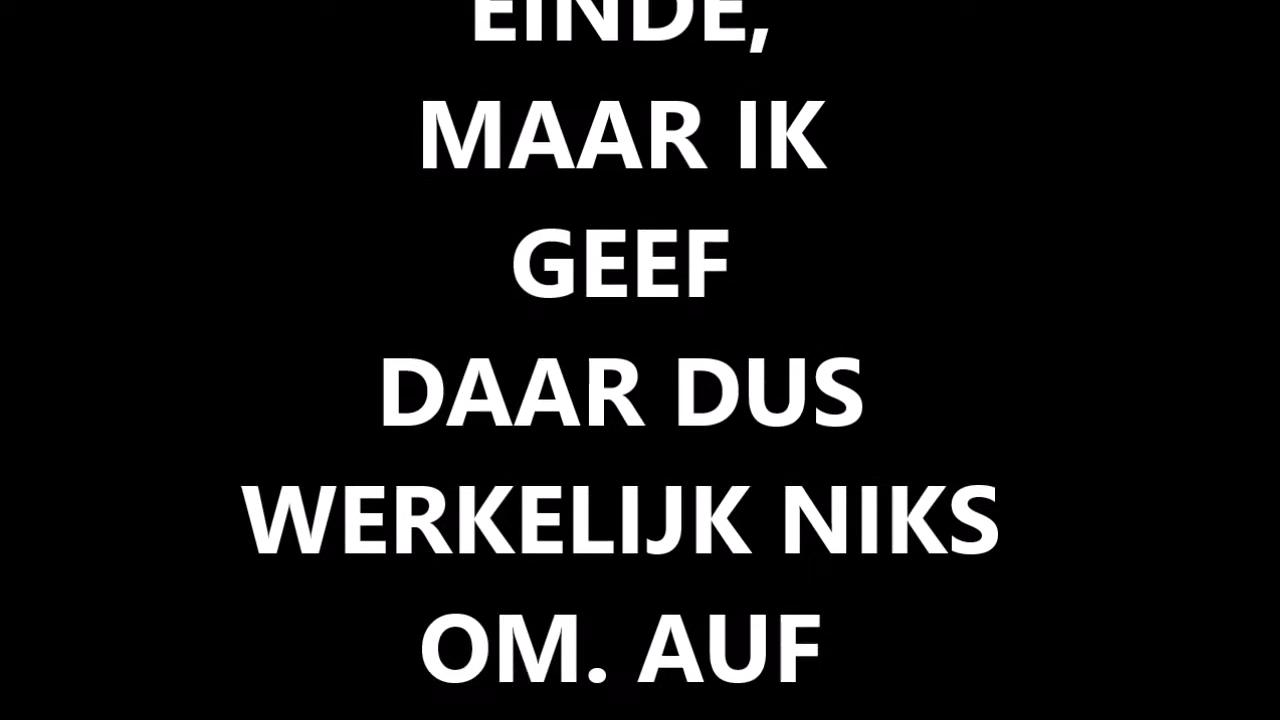 EINDE,
MAAR IK
GEEF
DAAR DUS
WERKELIJK NIKS
OM. AUF